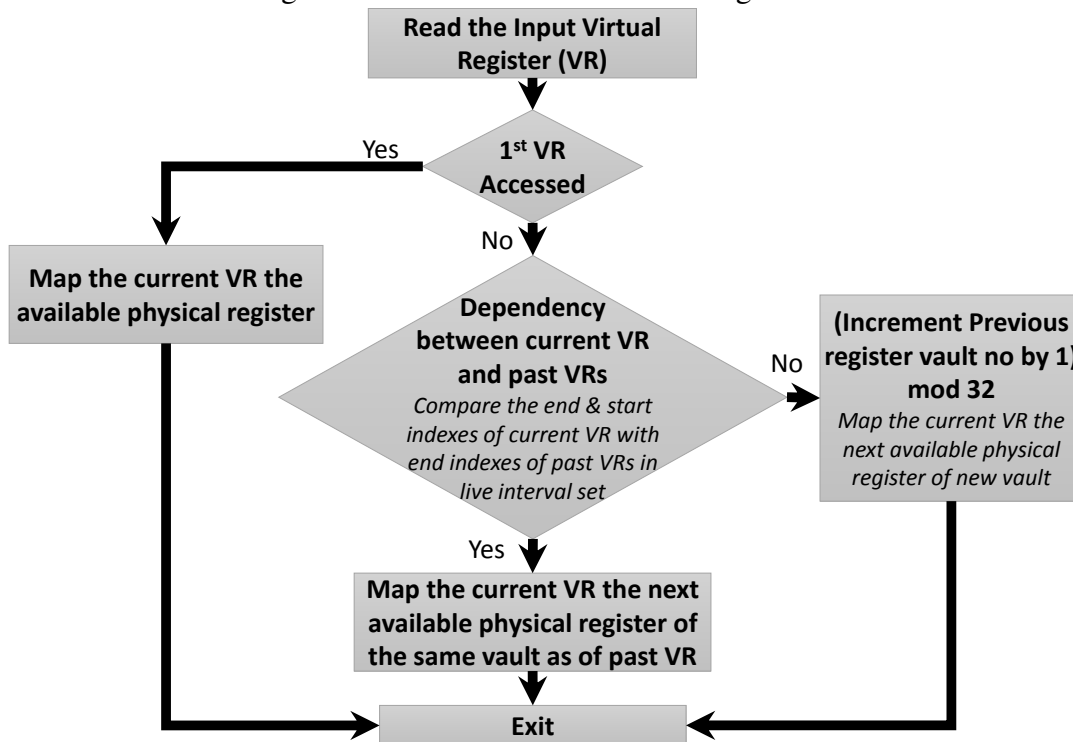 Read the Input Virtual
Register (VR)
Yes
1st VR
Accessed
No
Map the current VR the
available physical register
Dependency
between current VR
and past VRs
Compare the end & start
indexes of current VR with
end indexes of past VRs in
live interval set
No
(Increment Previous
register vault no by 1)
mod 32
Map the current VR the
next available physical
register of new vault
Yes
Map the current VR the next
available physical register of
the same vault as of past VR
Exit